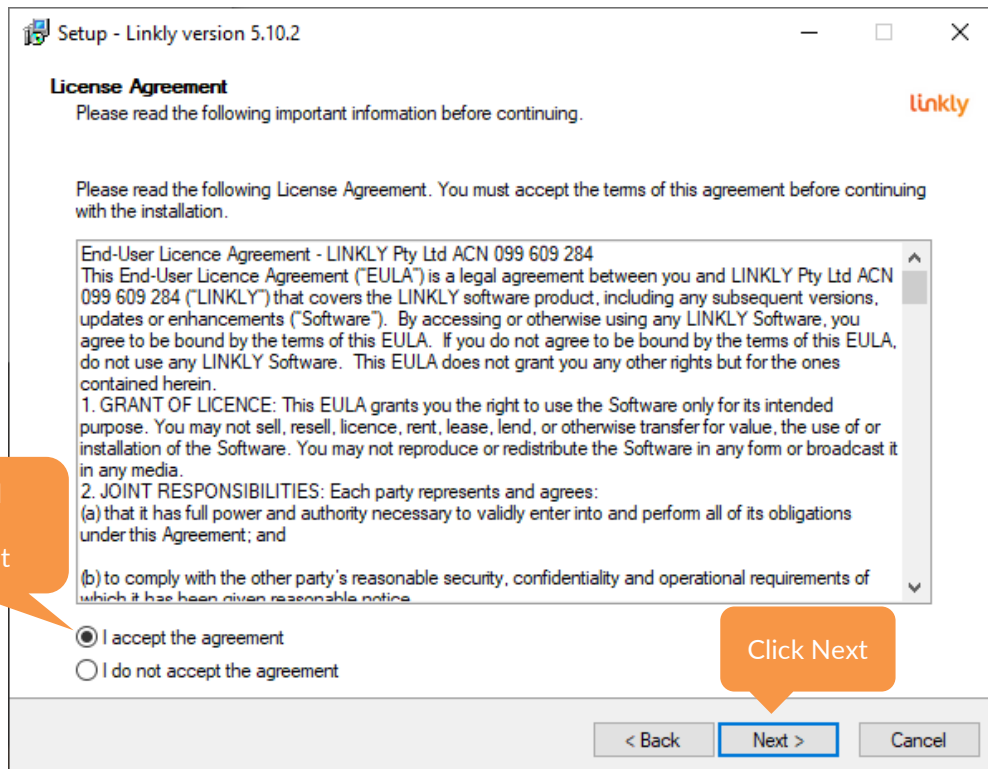 Setup - Linkly version 5.10.2
License Agreement
Please read the following important information before continuing.
linkly
Please read the following License Agreement. You must accept the terms of this agreement before continuing
with the installation.
End-User Licence Agreement - LINKLY Pty Ltd ACN 099 609 284
This End-User Licence Agreement ("EULA") is a legal agreement between you and LINKLY Pty Ltd ACN
099 609 284 ("LINKLY") that covers the LINKLY software product, including any subsequent versions,
updates or enhancements ("Software").  By accessing or otherwise using any LINKLY Software, you
agree to be bound by the terms of this EULA.  If you do not agree to be bound by the terms of this EULA,
do not use any LINKLY Software.  This EULA does not grant you any other rights but for the ones
contained herein.
1. GRANT OF LICENCE: This EULA grants you the right to use the Software only for its intended
purpose. You may not sell, resell, licence, rent, lease, lend, or otherwise transfer for value, the use of or
installation of the Software. You may not reproduce or redistribute the Software in any form or broadcast it
in any media.
2. JOINT RESPONSIBILITIES: Each party represents and agrees:
(a) that it has full power and authority necessary to validly enter into and perform all of its obligations
under this Agreement; and
(b) to comply with the other party's reasonable security, confidentiality and operational requirements of
which it has been given reasonable notice
I accept the agreement
I do not accept the agreement
Click Next
< Back
Next >
Cancel